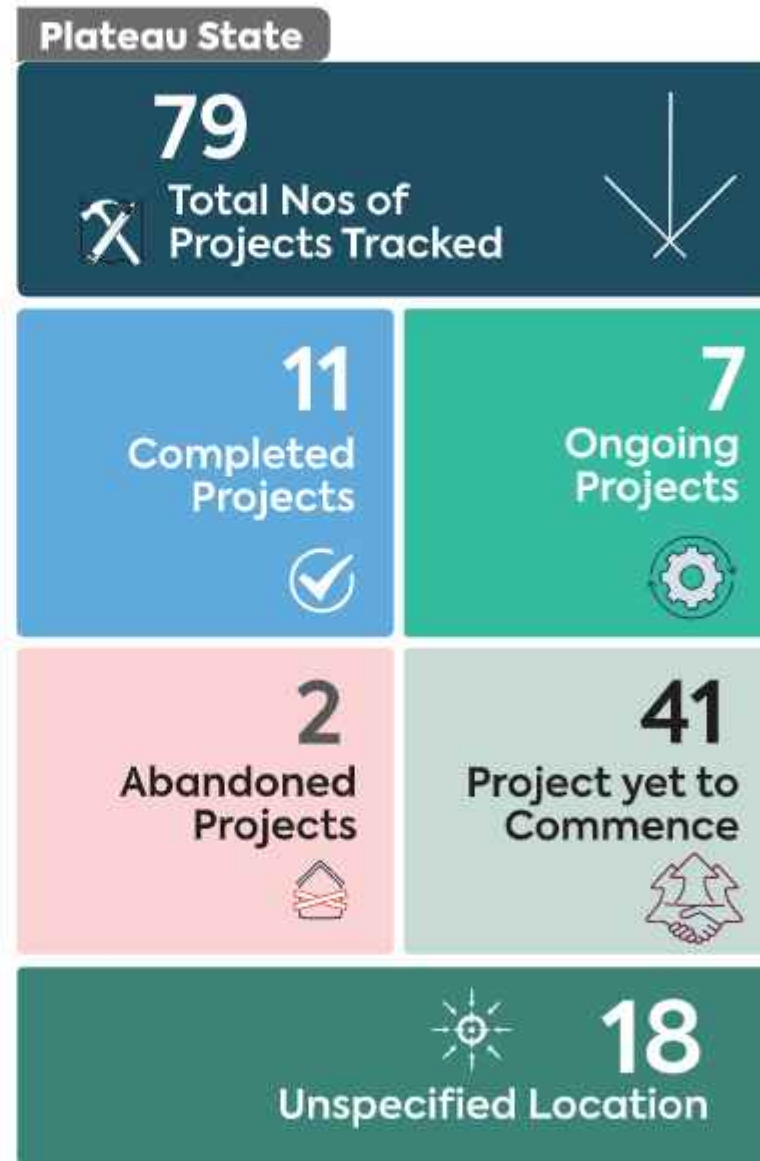 Plateau State
79
Total Nos of
Projects Tracked
11
Completed
Projects
7
Ongoing
Projects
2
Abandoned
Projects
41
Project yet to
Commence
18
Unspecified Location